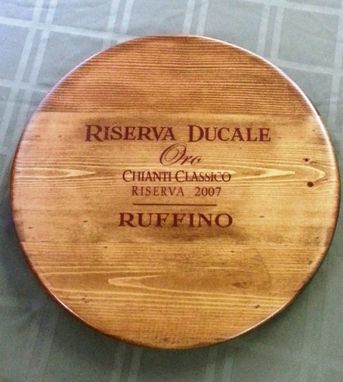 RISERVA DUCALE
Oro
CHIANTI CLASSICO
RISERVA 2007
RUFFINO